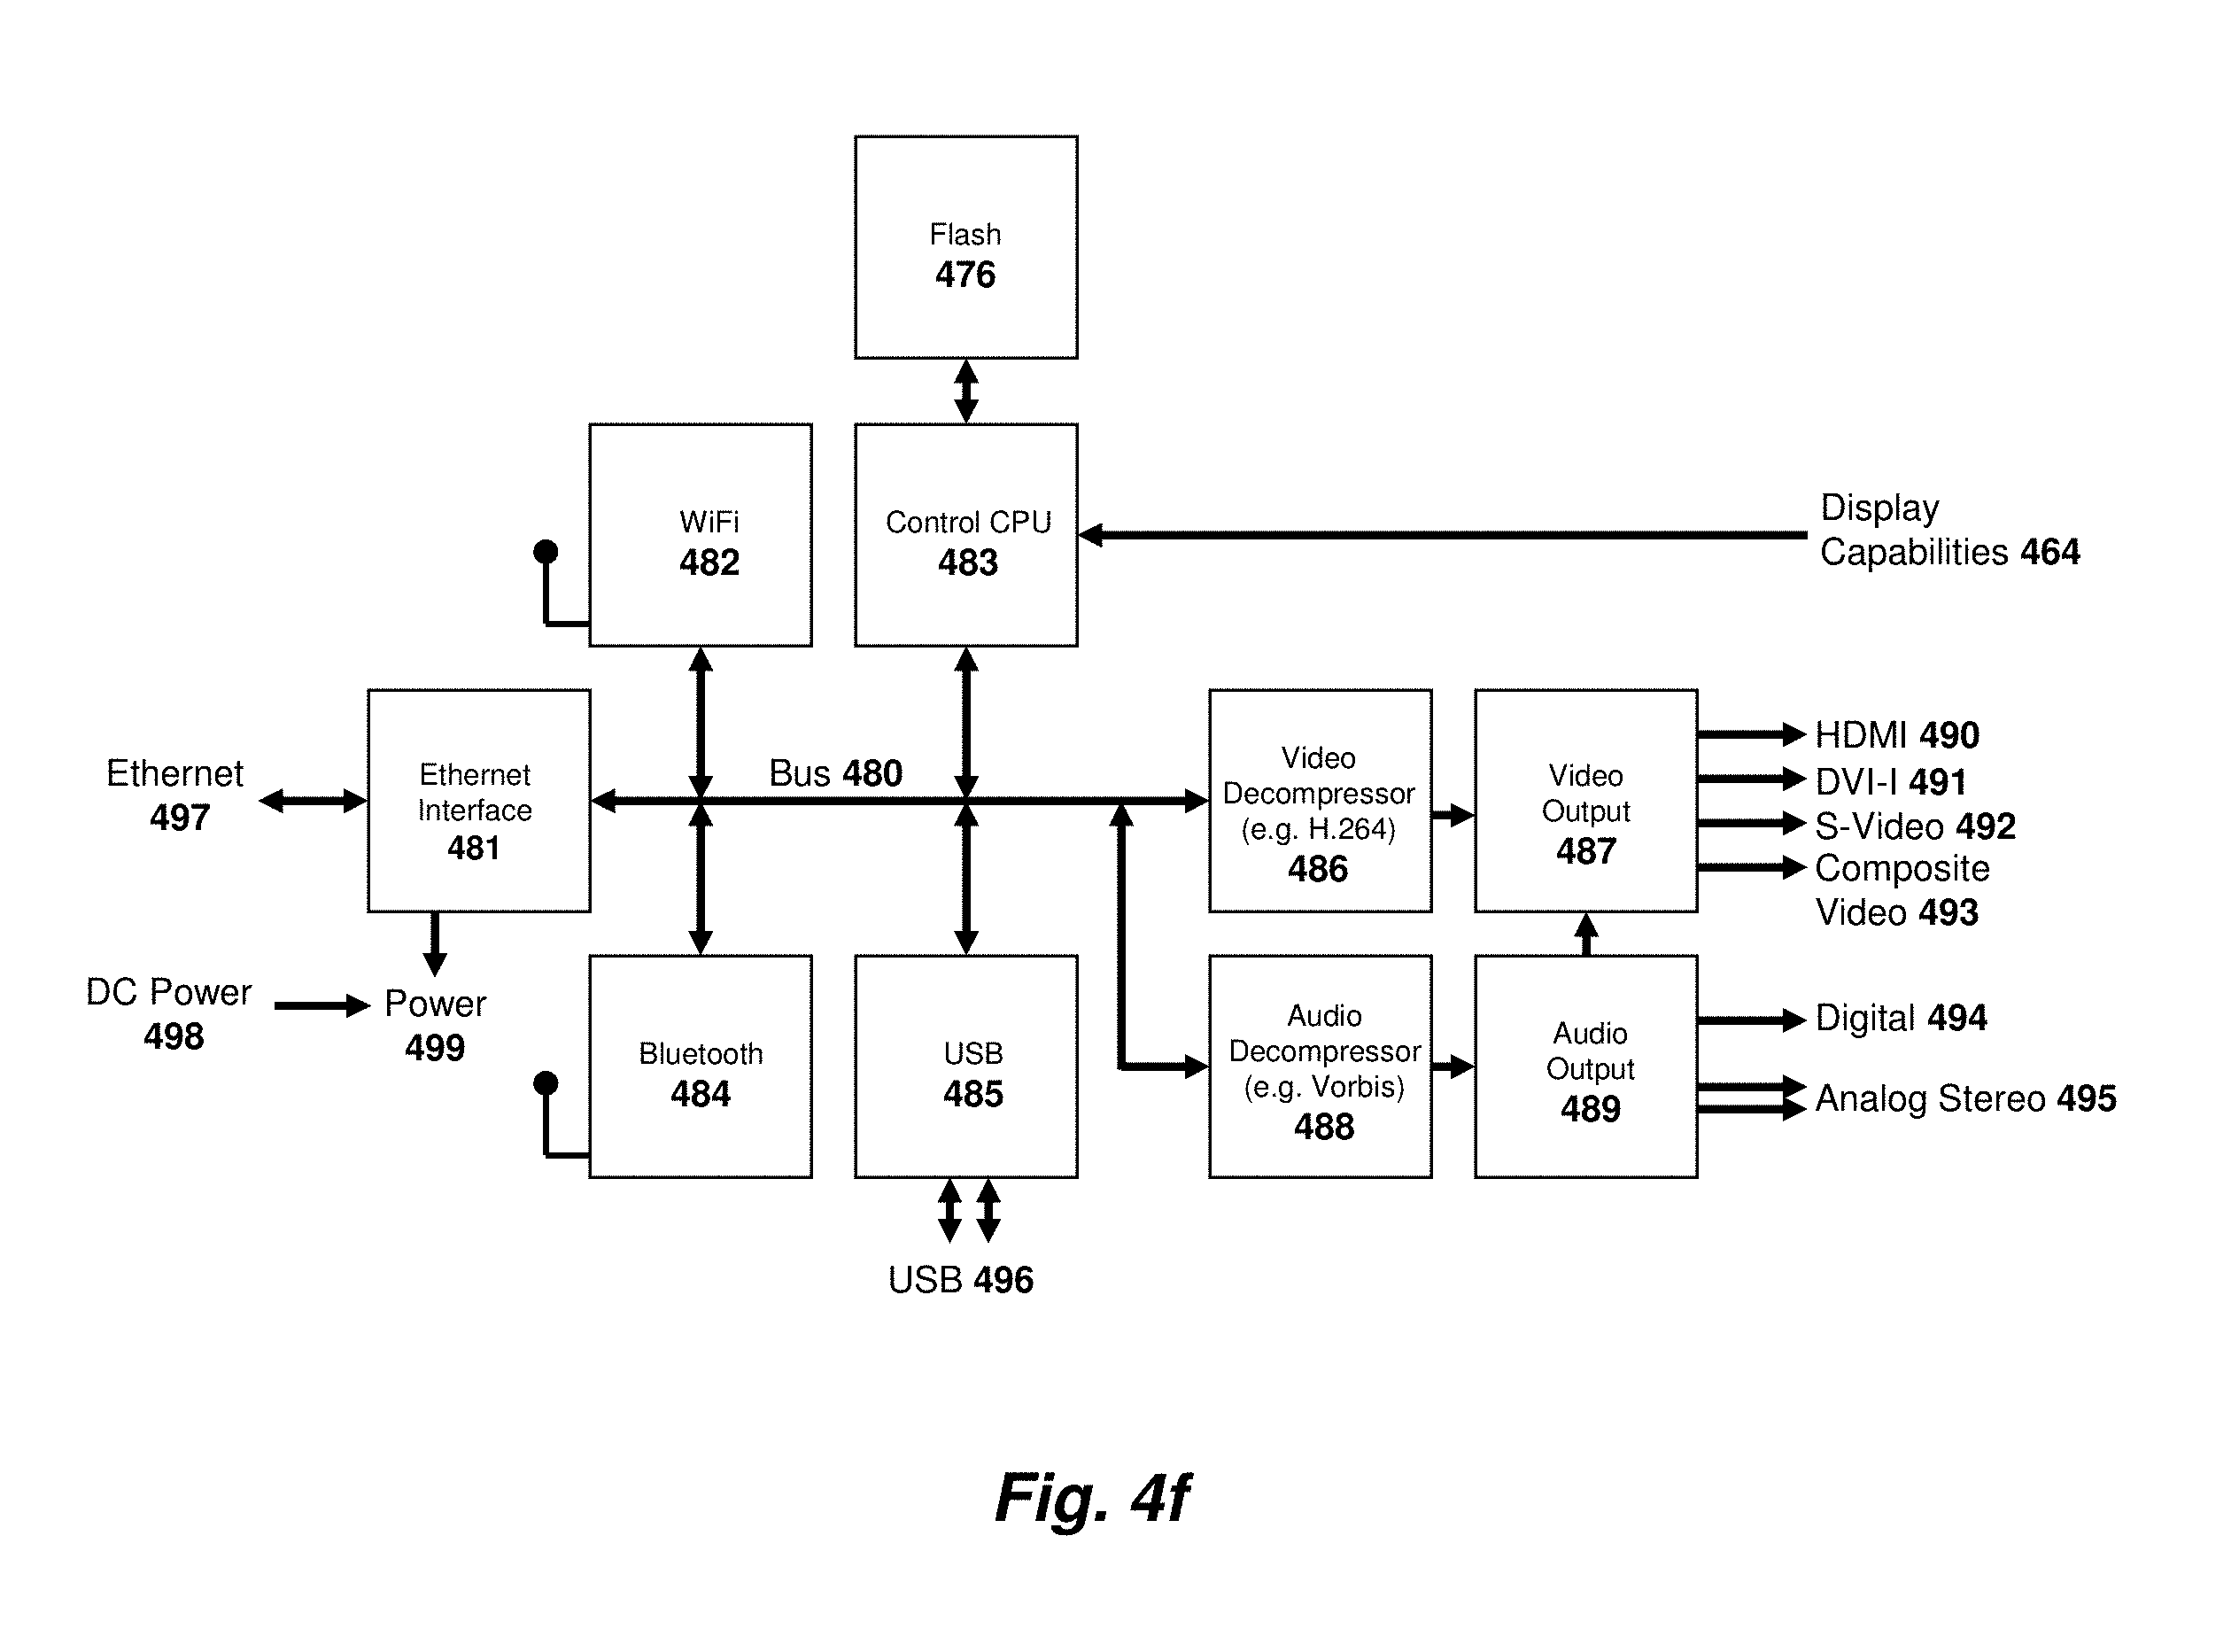 Flash
476
WiFi
482
Control CPU
483
Display
Capabilities 464
Ethernet
497
Ethernet
Interface
481
Bus 480
Video
Decompressor
(e.g. H.264)
486
Video
Output
487
HDMI 490
DVI-I 491
S-Video 492
Composite
Video 493
DC Power
498
Power
499
Bluetooth
484
USB
485
Audio
Decompressor
(e.g. Vorbis)
488
Audio
Output
489
Digital 494
Analog Stereo 495
USB 496
Fig. 4f